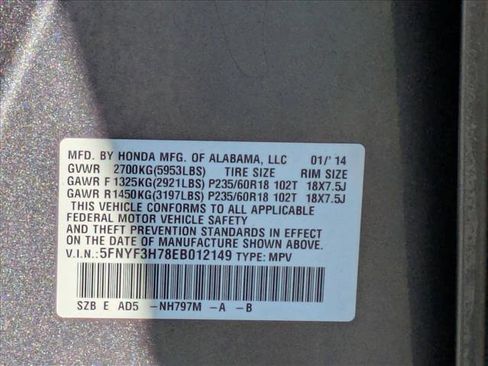 MFD. BY HONDA MFG. OF ALABAMA, LLC 01/'14
GVWR 2700KG(5953LBS) TIRE SIZE RIM SIZE
GAWR F 1325KG(2921LBS) P235/60R18 102T 18X7.5J
GAWR R1450KG(3197LBS) P235/60R18 102T 18X7.5J
THIS VEHICLE CONFORMS TO ALL APPLICABLE
FEDERAL MOTOR VEHICLE SAFETY
AND THEFT PREVENTION STANDARDS IN EFFECT
ON THE DATE OF MANUFACTURE SHOWN ABOVE.
V.I.N.:5FNYF3H78EB012149 TYPE: MPV
SZB E AD5 -NH797M -A -B